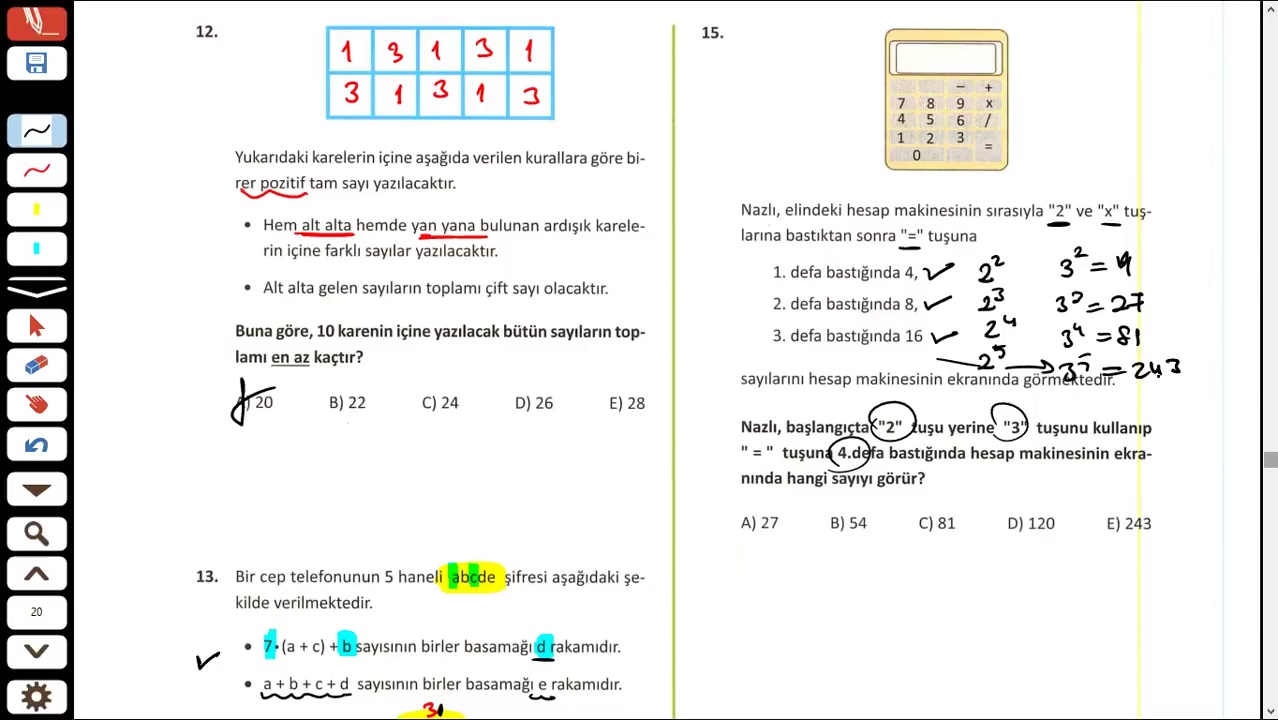 12.
1 3 1 3 1
3 1 3 1 3
Yukarıdaki karelerin içine aşağıda verilen kurallara göre bi-
rer pozitif tam sayı yazılacaktır.
• Hem alt alta hemde yan yana bulunan ardışık karele-
rin içine farklı sayılar yazılacaktır.
• Alt alta gelen sayıların toplamı çift sayı olacaktır.
Buna göre, 10 karenin içine yazılacak bütün sayıların top-
lamı en az kaçtır?
A) 20 B) 22 C) 24 D) 26 E) 28
13. Bir cep telefonunun 5 haneli abcde şifresi aşağıdaki şe-
kilde verilmektedir.
• 7·(a + c) + b sayısının birler basamağı d rakamıdır.
• a + b + c + d sayısının birler basamağı e rakamıdır.
3
15.
− +
7 8 9 x
4 5 6 /
1 2 3 =
0
Nazlı, elindeki hesap makinesinin sırasıyla "2" ve "x" tuş-
larına bastıktan sonra "=" tuşuna
1. defa bastığında 4, 2² 3² = 9
2. defa bastığında 8, 2³ 3³ = 27
3. defa bastığında 16 2⁴ 3⁴ = 81
2⁵ 3⁵ = 243
sayılarını hesap makinesinin ekranında görmektedir.
Nazlı, başlangıçta "2" tuşu yerine "3" tuşunu kullanıp
" = " tuşuna 4.defa bastığında hesap makinesinin ekra-
nında hangi sayıyı görür?
A) 27 B) 54 C) 81 D) 120 E) 243
20